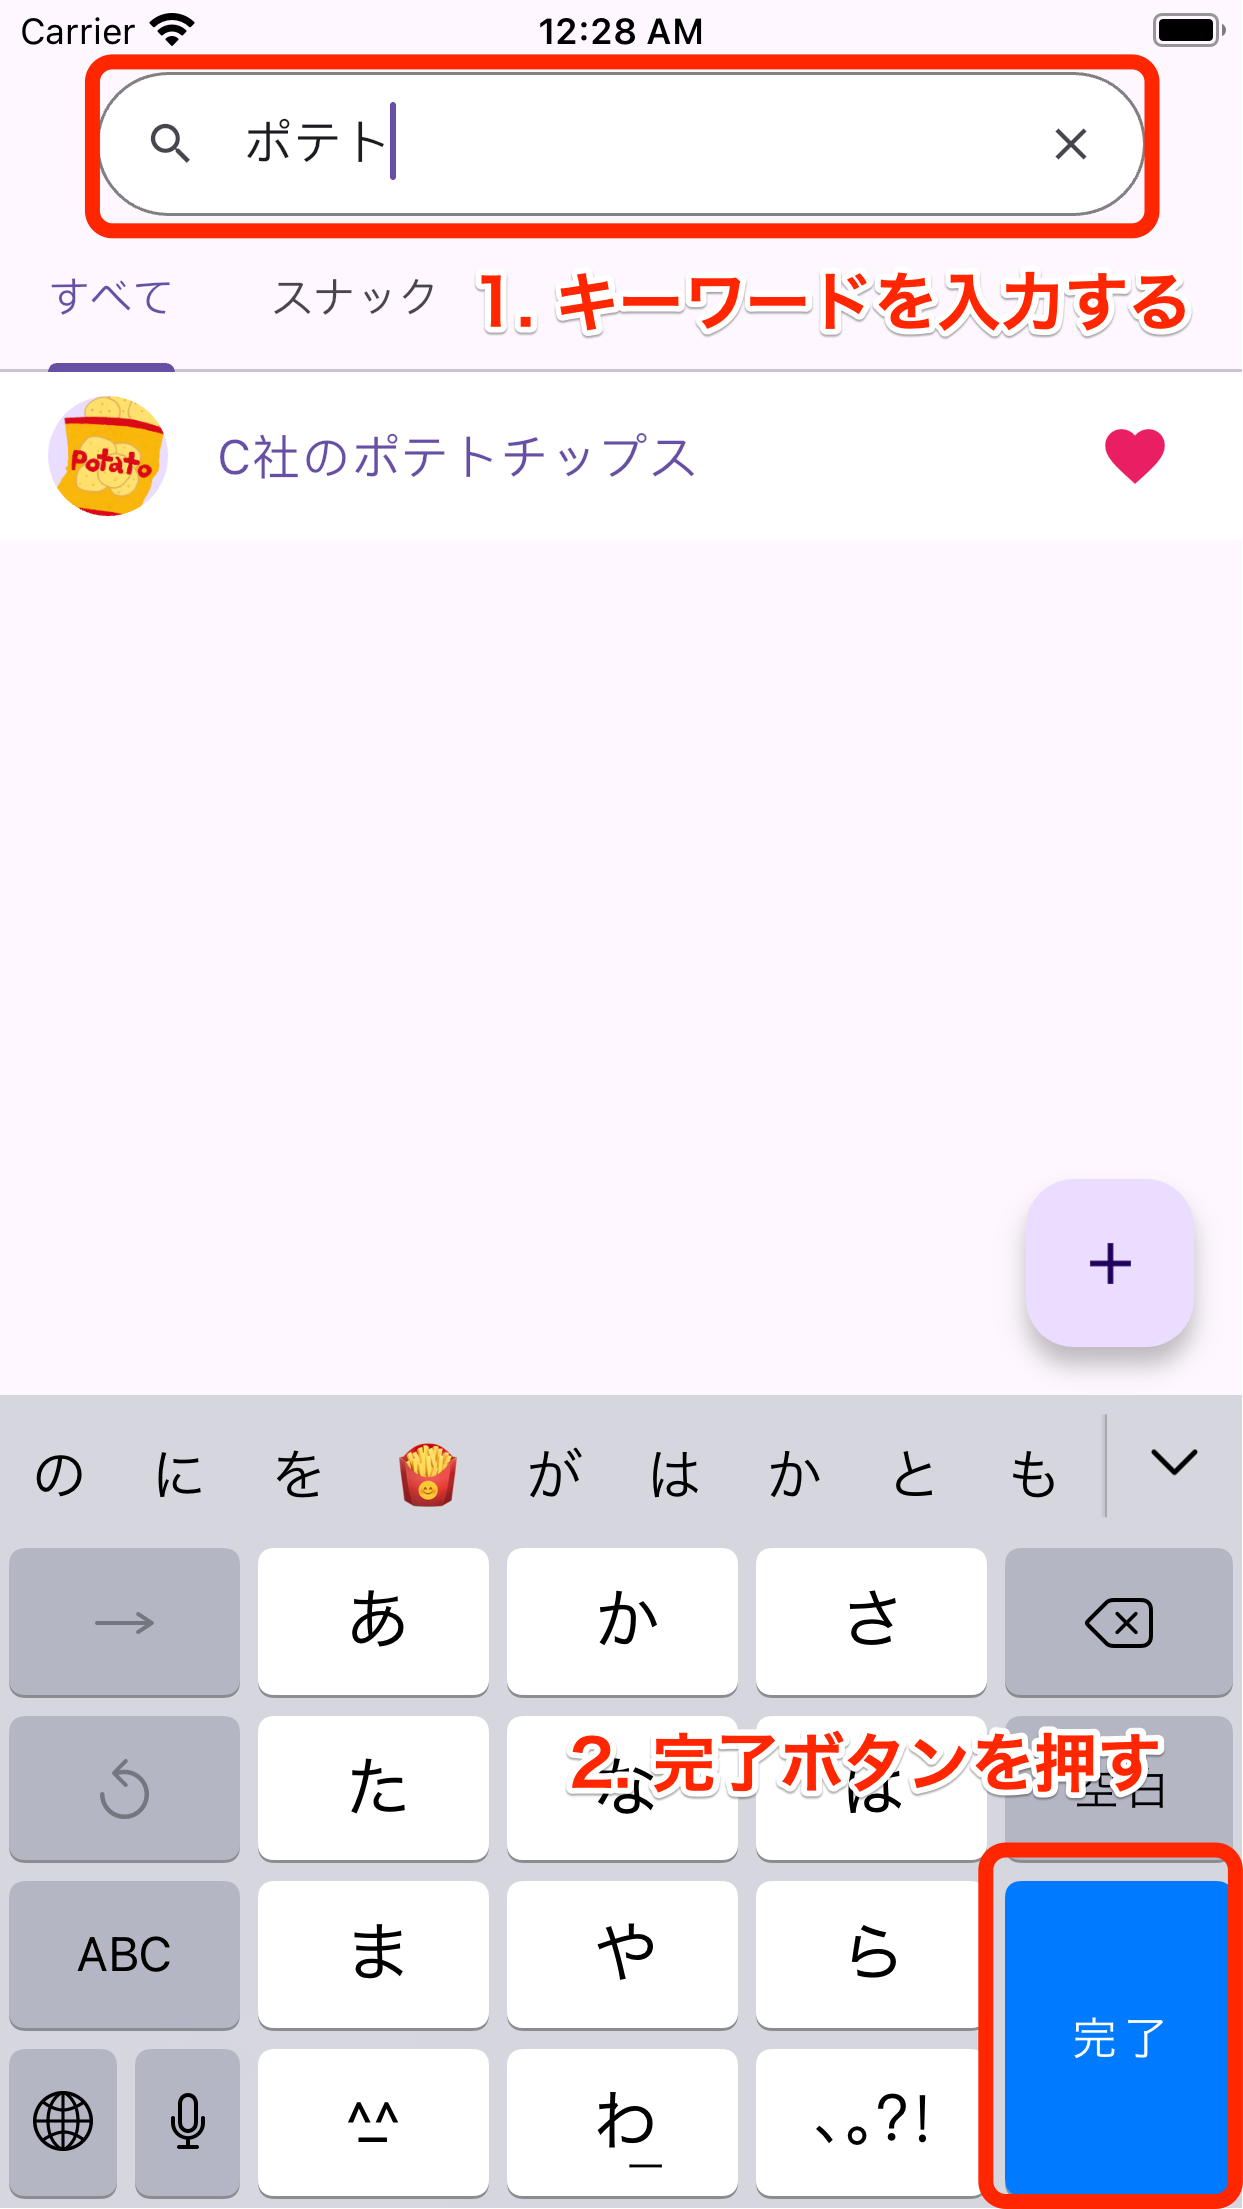 Carrier 12:28 AM
ポテト
すべて スナック
1. キーワードを入力する
Potato
C社のポテトチップス
の に を が は か と も
あ か さ
2. 完了ボタンを押す
た な は 空白
ABC ま や ら
完了
^_^ わ_ 、。?!